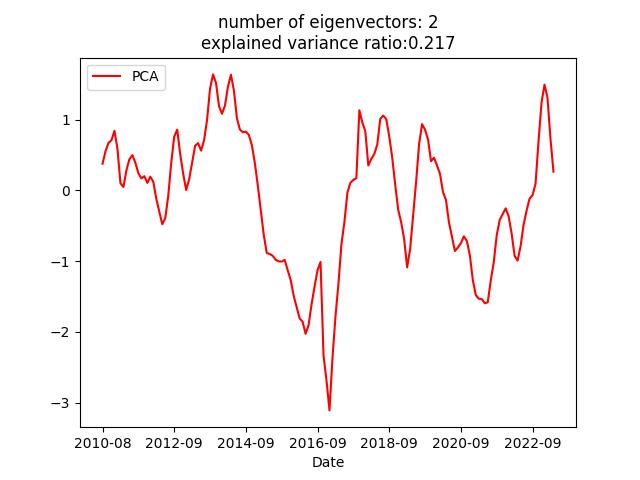 number of eigenvectors: 2
explained variance ratio:0.217
PCA
1
0
−1
−2
−3
2010-08 2012-09 2014-09 2016-09 2018-09 2020-09 2022-09
Date